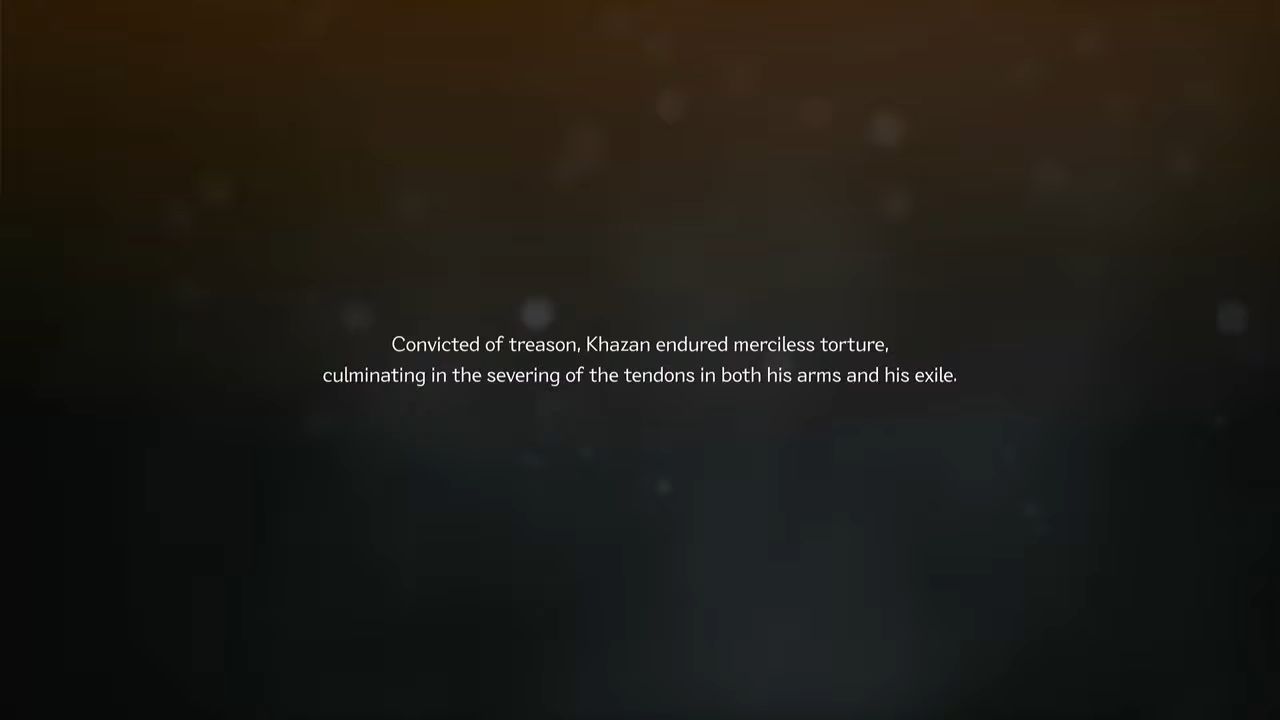 Convicted of treason, Khazan endured merciless torture,
culminating in the severing of the tendons in both his arms and his exile.